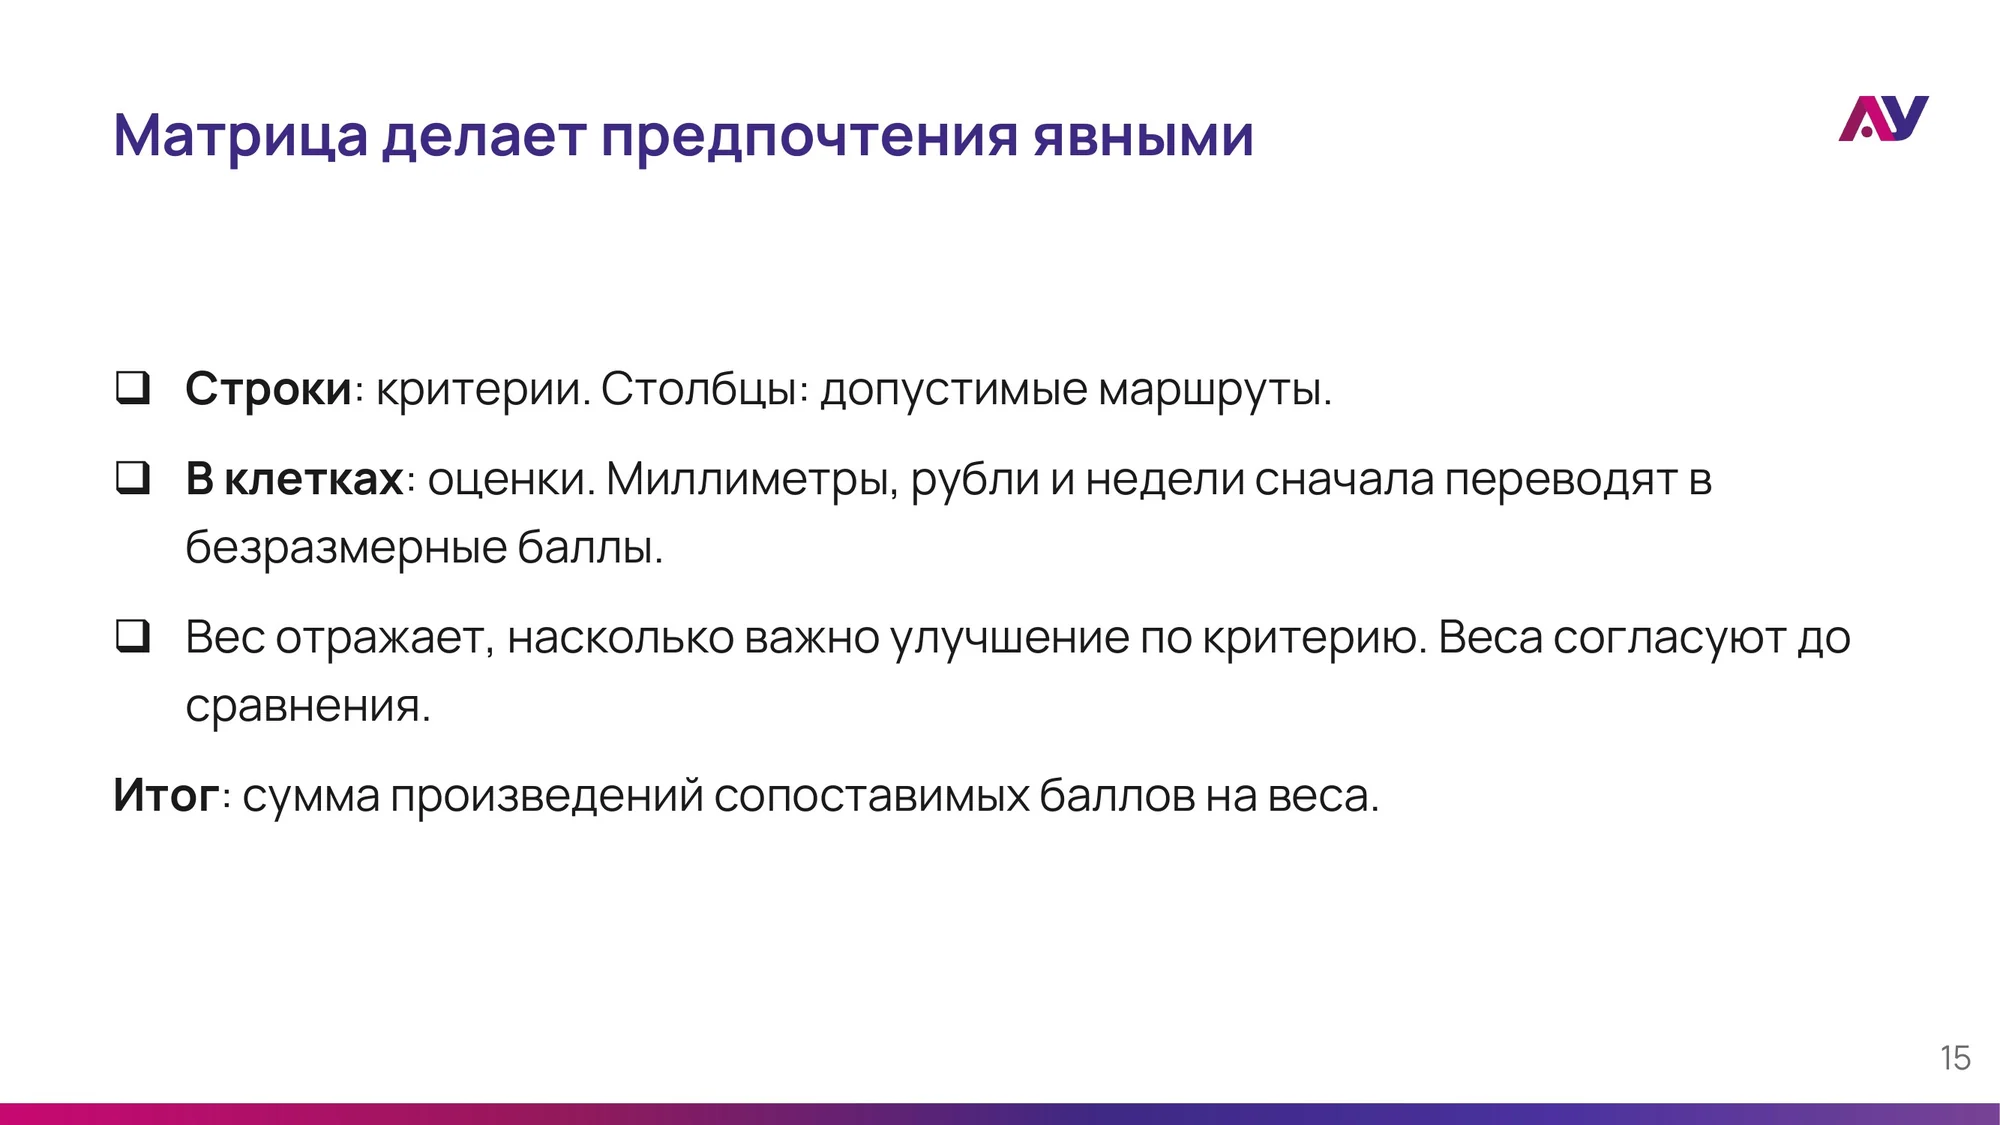 Матрица делает предпочтения явными
АУ
Строки: критерии. Столбцы: допустимые маршруты.
В клетках: оценки. Миллиметры, рубли и недели сначала переводят в
безразмерные баллы.
Вес отражает, насколько важно улучшение по критерию. Веса согласуют до
сравнения.
Итог: сумма произведений сопоставимых баллов на веса.
15